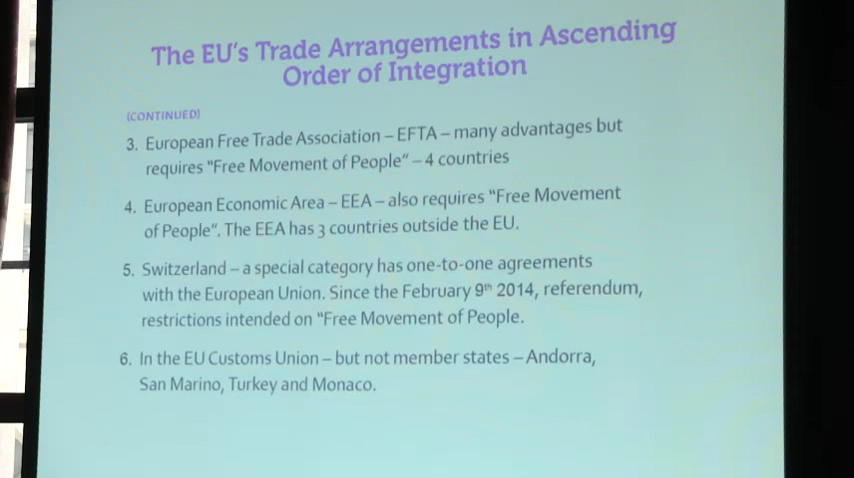 The EU's Trade Arrangements in Ascending
Order of Integration
(CONTINUED)
3. European Free Trade Association – EFTA – many advantages but
requires "Free Movement of People" – 4 countries
4. European Economic Area – EEA – also requires "Free Movement
of People". The EEA has 3 countries outside the EU.
5. Switzerland – a special category has one-to-one agreements
with the European Union. Since the February 9th 2014, referendum,
restrictions intended on "Free Movement of People.
6. In the EU Customs Union – but not member states – Andorra,
San Marino, Turkey and Monaco.